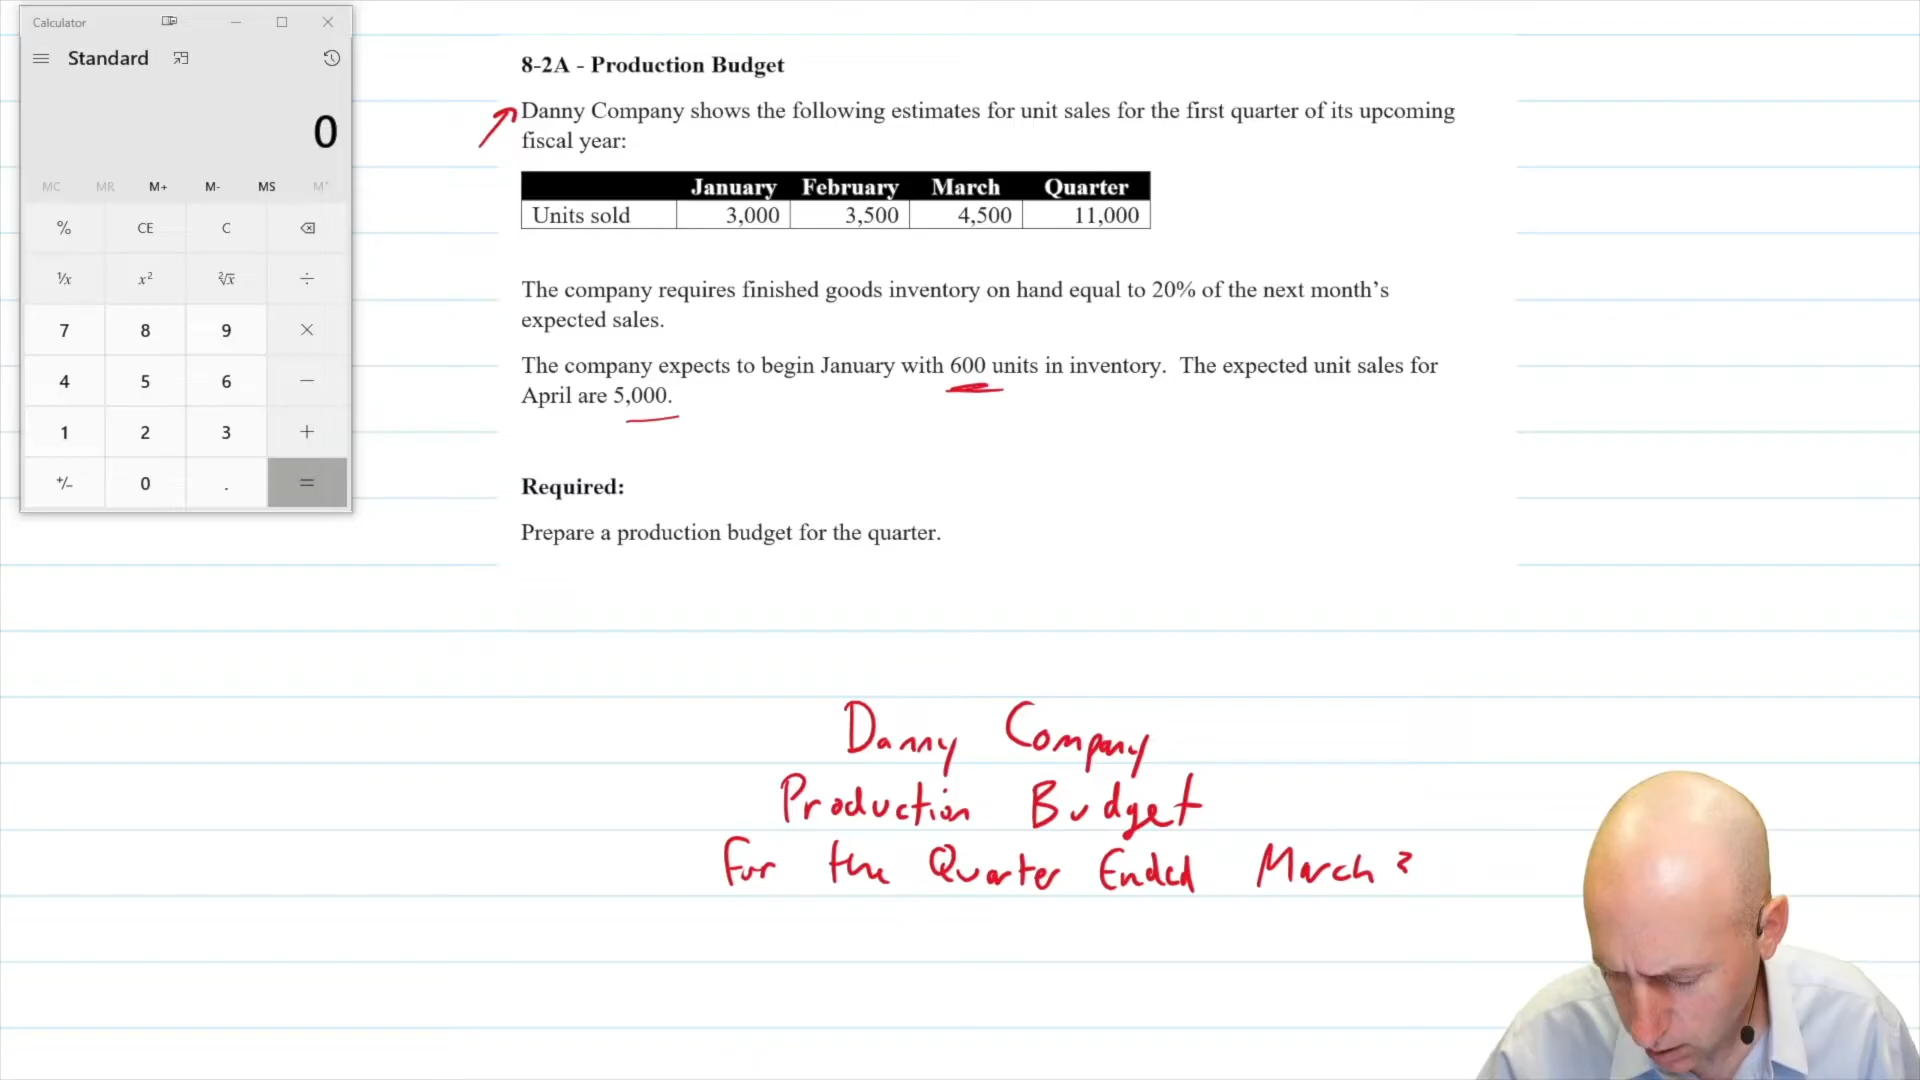 Calculator
Standard
0
MC MR M+ M- MS M˅
% CE C
¹/x x² ²√x ÷
7 8 9 ×
4 5 6 −
1 2 3 +
+/− 0 . =
8-2A - Production Budget
Danny Company shows the following estimates for unit sales for the first quarter of its upcoming
fiscal year:
January February March Quarter
Units sold 3,000 3,500 4,500 11,000
The company requires finished goods inventory on hand equal to 20% of the next month’s
expected sales.
The company expects to begin January with 600 units in inventory. The expected unit sales for
April are 5,000.
Required:
Prepare a production budget for the quarter.
Danny Company
Production Budget
For the Quarter Ended March